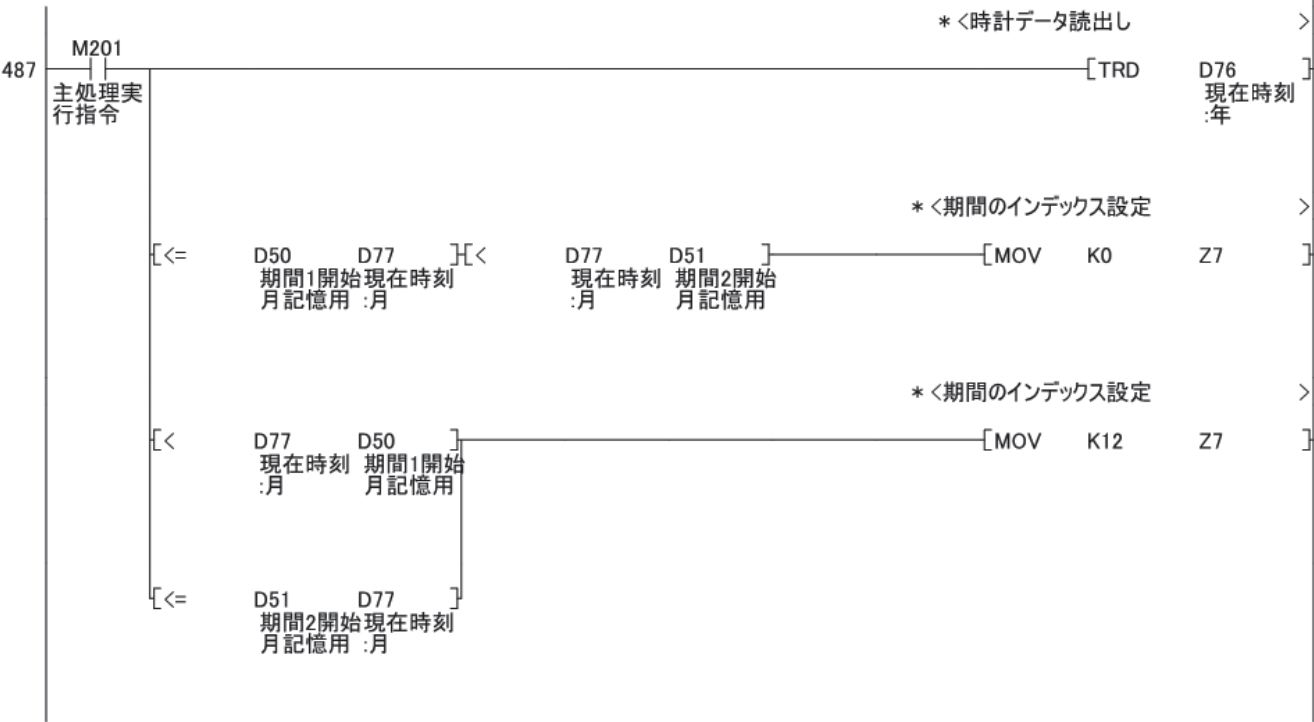 * <時計データ読出し >
M201
487 [TRD D76 ]
主処理実 現在時刻
行指令 :年
* <期間のインデックス設定 >
[<= D50 D77 ][< D77 D51 ] [MOV K0 Z7 ]
期間1開始 現在時刻 現在時刻 期間2開始
月記憶用 :月 :月 月記憶用
* <期間のインデックス設定 >
[< D77 D50 ] [MOV K12 Z7 ]
現在時刻 期間1開始
:月 月記憶用
[<= D51 D77 ]
期間2開始 現在時刻
月記憶用 :月